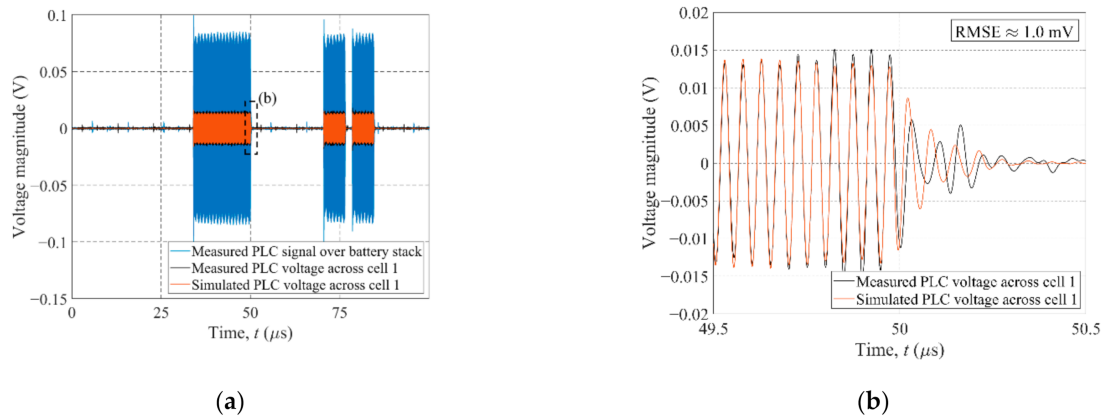 0.1
0.05
0
−0.05
−0.1
−0.15
Voltage magnitude (V)
(b)
Measured PLC signal over battery stack
Measured PLC voltage across cell 1
Simulated PLC voltage across cell 1
0 25 50 75
Time, t (μs)
(a)
0.02
0.015
0.01
0.005
0
−0.005
−0.01
−0.015
−0.02
Voltage magnitude (V)
RMSE ≈ 1.0 mV
Measured PLC voltage across cell 1
Simulated PLC voltage across cell 1
49.5 50 50.5
Time, t (μs)
(b)